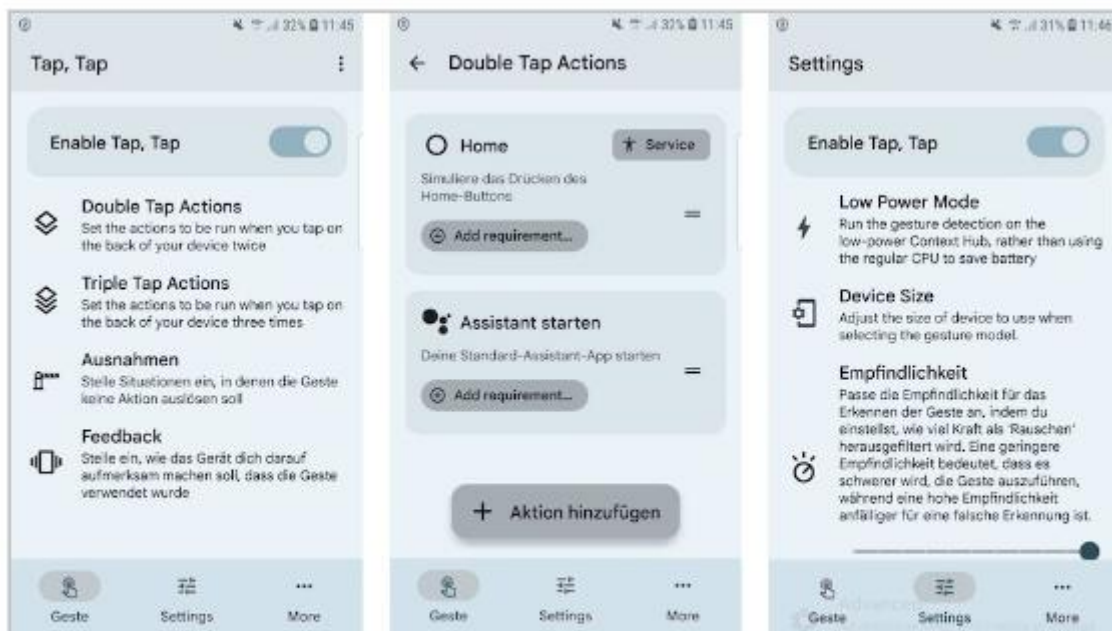 32% 11:45
Tap, Tap
Enable Tap, Tap
Double Tap Actions
Set the actions to be run when you tap on
the back of your device twice
Triple Tap Actions
Set the actions to be run when you tap on
the back of your device three times
Ausnahmen
Stelle Situationen ein, in denen die Geste
keine Aktion auslösen soll
Feedback
Stelle ein, wie das Gerät dich darauf
aufmerksam machen soll, dass die Geste
verwendet wurde
Geste Settings More
32% 11:45
Double Tap Actions
Home
Service
Simuliere das Drücken des
Home-Buttons
Add requirement...
Assistant starten
Deine Standard-Assistant-App starten
Add requirement...
+ Aktion hinzufügen
Geste Settings More
31% 11:46
Settings
Enable Tap, Tap
Low Power Mode
Run the gesture detection on the
low-power Context Hub, rather than using
the regular CPU to save battery
Device Size
Adjust the size of device to use when
selecting the gesture model.
Empfindlichkeit
Passe die Empfindlichkeit für das
Erkennen der Geste an, indem du
einstellst, wie viel Kraft als 'Rauschen'
herausgefiltert wird. Eine geringere
Empfindlichkeit bedeutet, dass es
schwerer wird, die Geste auszuführen,
während eine hohe Empfindlichkeit
anfälliger für eine falsche Erkennung ist.
Geste Settings More